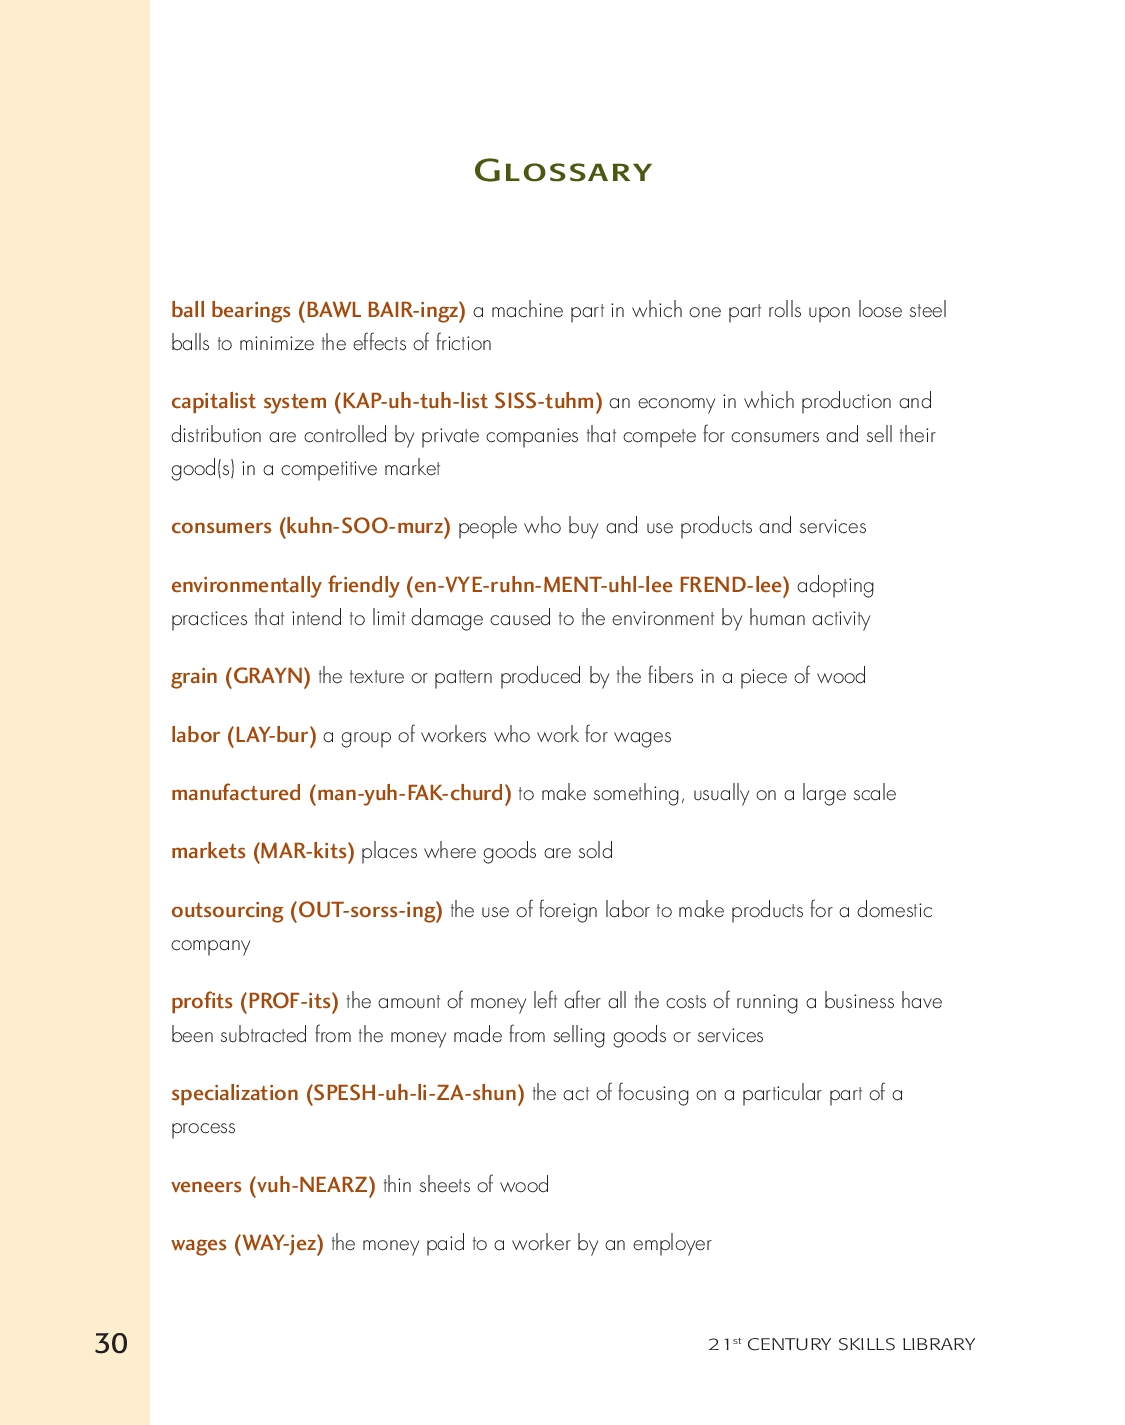 Glossary
ball bearings (BAWL BAIR-ingz) a machine part in which one part rolls upon loose steel
balls to minimize the effects of friction
capitalist system (KAP-uh-tuh-list SISS-tuhm) an economy in which production and
distribution are controlled by private companies that compete for consumers and sell their
good(s) in a competitive market
consumers (kuhn-SOO-murz) people who buy and use products and services
environmentally friendly (en-VYE-ruhn-MENT-uhl-lee FREND-lee) adopting
practices that intend to limit damage caused to the environment by human activity
grain (GRAYN) the texture or pattern produced by the fibers in a piece of wood
labor (LAY-bur) a group of workers who work for wages
manufactured (man-yuh-FAK-churd) to make something, usually on a large scale
markets (MAR-kits) places where goods are sold
outsourcing (OUT-sorss-ing) the use of foreign labor to make products for a domestic
company
profits (PROF-its) the amount of money left after all the costs of running a business have
been subtracted from the money made from selling goods or services
specialization (SPESH-uh-li-ZA-shun) the act of focusing on a particular part of a
process
veneers (vuh-NEARZ) thin sheets of wood
wages (WAY-jez) the money paid to a worker by an employer
30
21st CENTURY SKILLS LIBRARY